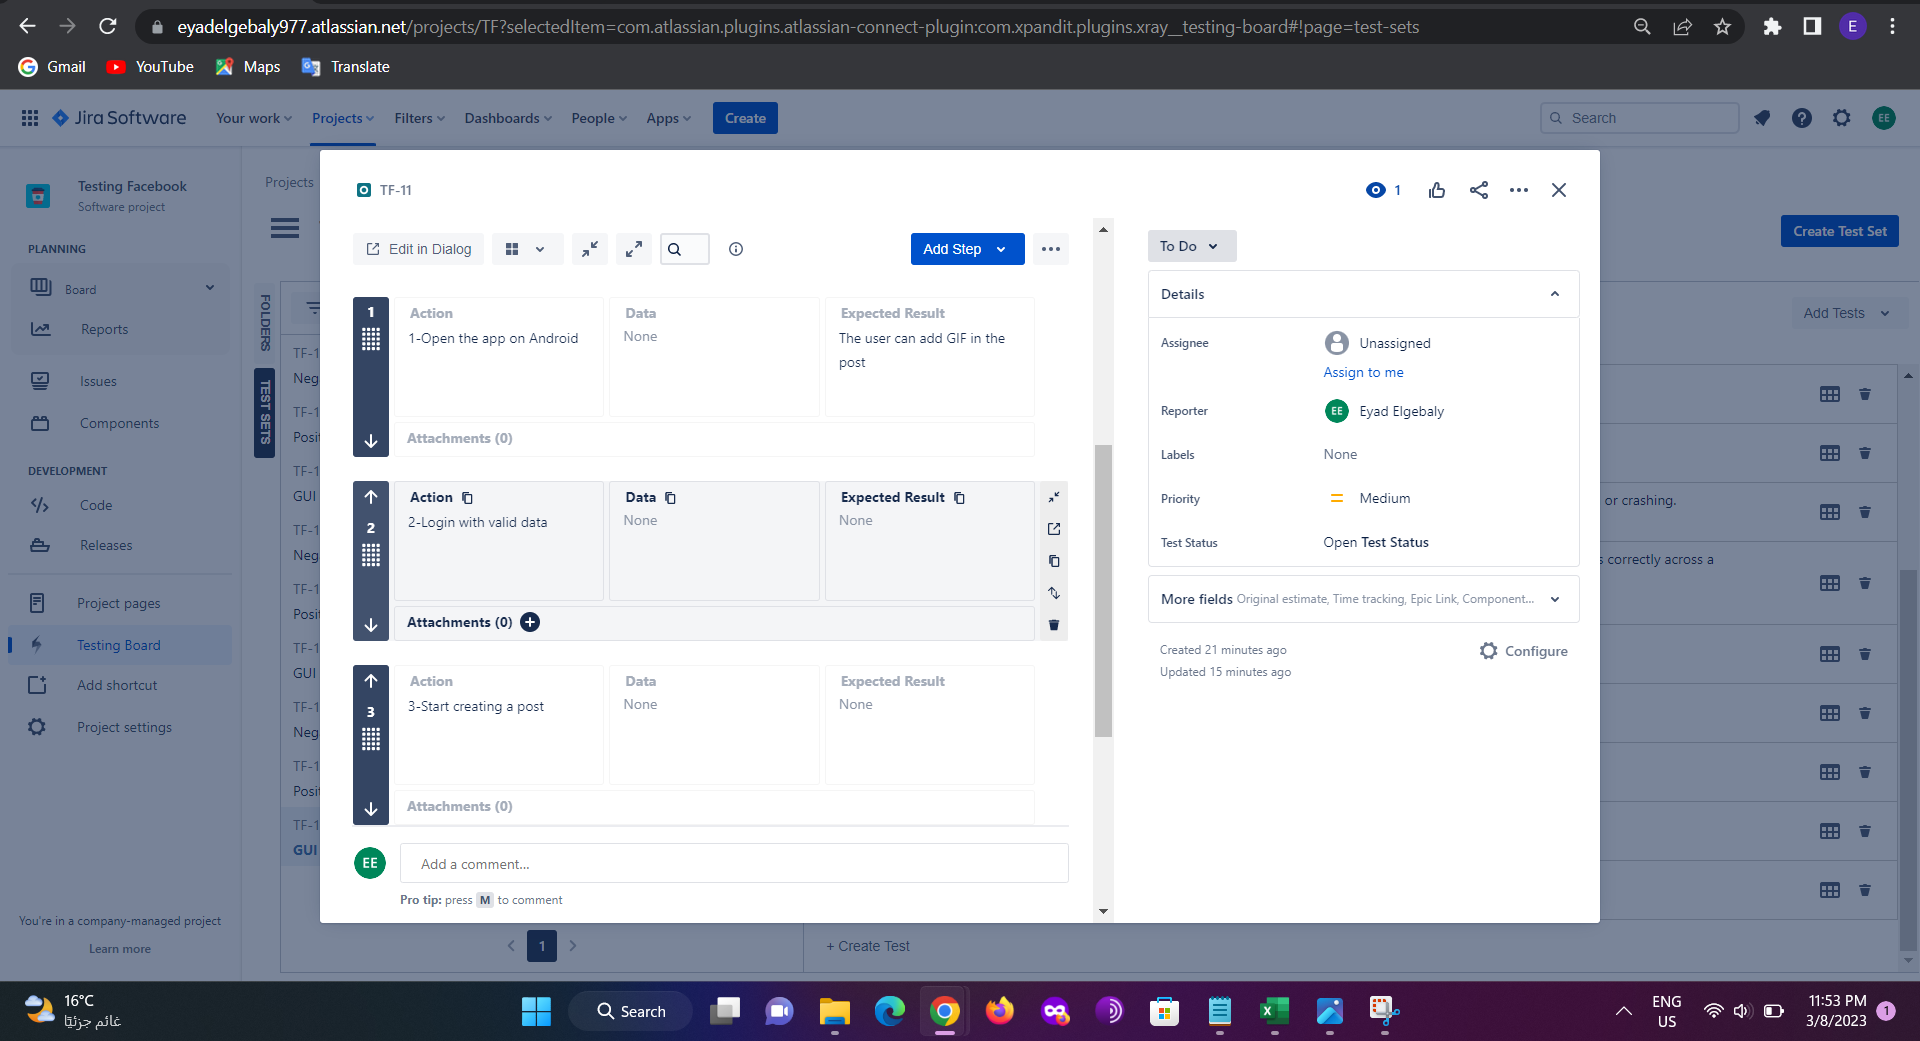 eyadelgebaly977.atlassian.net/projects/TF?selectedItem=com.atlassian.plugins.atlassian-connect-plugin:com.xpandit.plugins.xray__testing-board#!page=test-sets
E
Gmail YouTube Maps Translate
Jira Software Your work Projects Filters Dashboards People Apps Create Search EE
Testing Facebook
Software project
PLANNING
Board
Reports
Issues
Components
DEVELOPMENT
Code
Releases
Project pages
Testing Board
Add shortcut
Project settings
You're in a company-managed project
Learn more
Projects
FOLDERS
TEST SETS
TF-1
Neg
TF-1
Posit
TF-1
GUI
TF-1
Neg
TF-1
Posit
TF-1
GUI
TF-1
Neg
TF-1
Posit
TF-1
GUI
TF-11
1
Edit in Dialog
Add Step
1
Action
1-Open the app on Android
Data
None
Expected Result
The user can add GIF in the
post
Attachments (0)
2
Action
2-Login with valid data
Data
None
Expected Result
None
Attachments (0)
3
Action
3-Start creating a post
Data
None
Expected Result
None
Attachments (0)
EE
Add a comment...
Pro tip: press M to comment
To Do
Details
Assignee
Unassigned
Assign to me
Reporter
EE Eyad Elgebaly
Labels
None
Priority
Medium
Test Status
Open Test Status
More fields Original estimate, Time tracking, Epic Link, Component...
Created 21 minutes ago
Updated 15 minutes ago
Configure
Create Test Set
Add Tests
or crashing.
s correctly across a
1
+ Create Test
16°C
غائم جزئيًا
Search
ENG
US
11:53 PM
3/8/2023
1